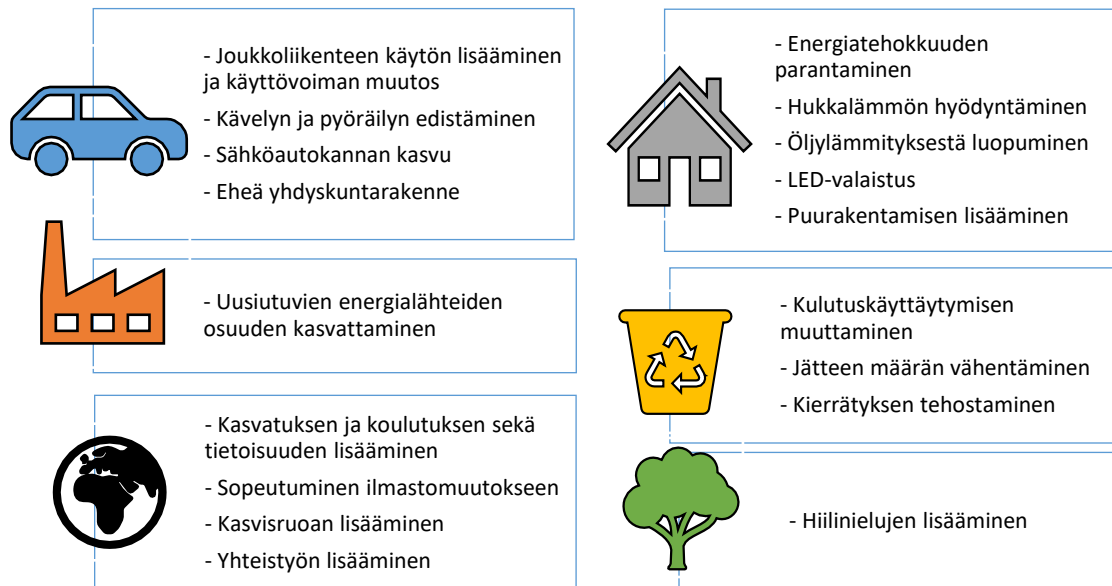 - Joukkoliikenteen käytön lisääminen
ja käyttövoiman muutos
- Kävelyn ja pyöräilyn edistäminen
- Sähköautokannan kasvu
- Eheä yhdyskuntarakenne
- Uusiutuvien energialähteiden
osuuden kasvattaminen
- Kasvatuksen ja koulutuksen sekä
tietoisuuden lisääminen
- Sopeutuminen ilmastomuutokseen
- Kasvisruoan lisääminen
- Yhteistyön lisääminen
- Energiatehokkuuden
parantaminen
- Hukkalämmön hyödyntäminen
- Öljylämmityksestä luopuminen
- LED-valaistus
- Puurakentamisen lisääminen
- Kulutuskäyttäytymisen
muuttaminen
- Jätteen määrän vähentäminen
- Kierrätyksen tehostaminen
- Hiilinielujen lisääminen